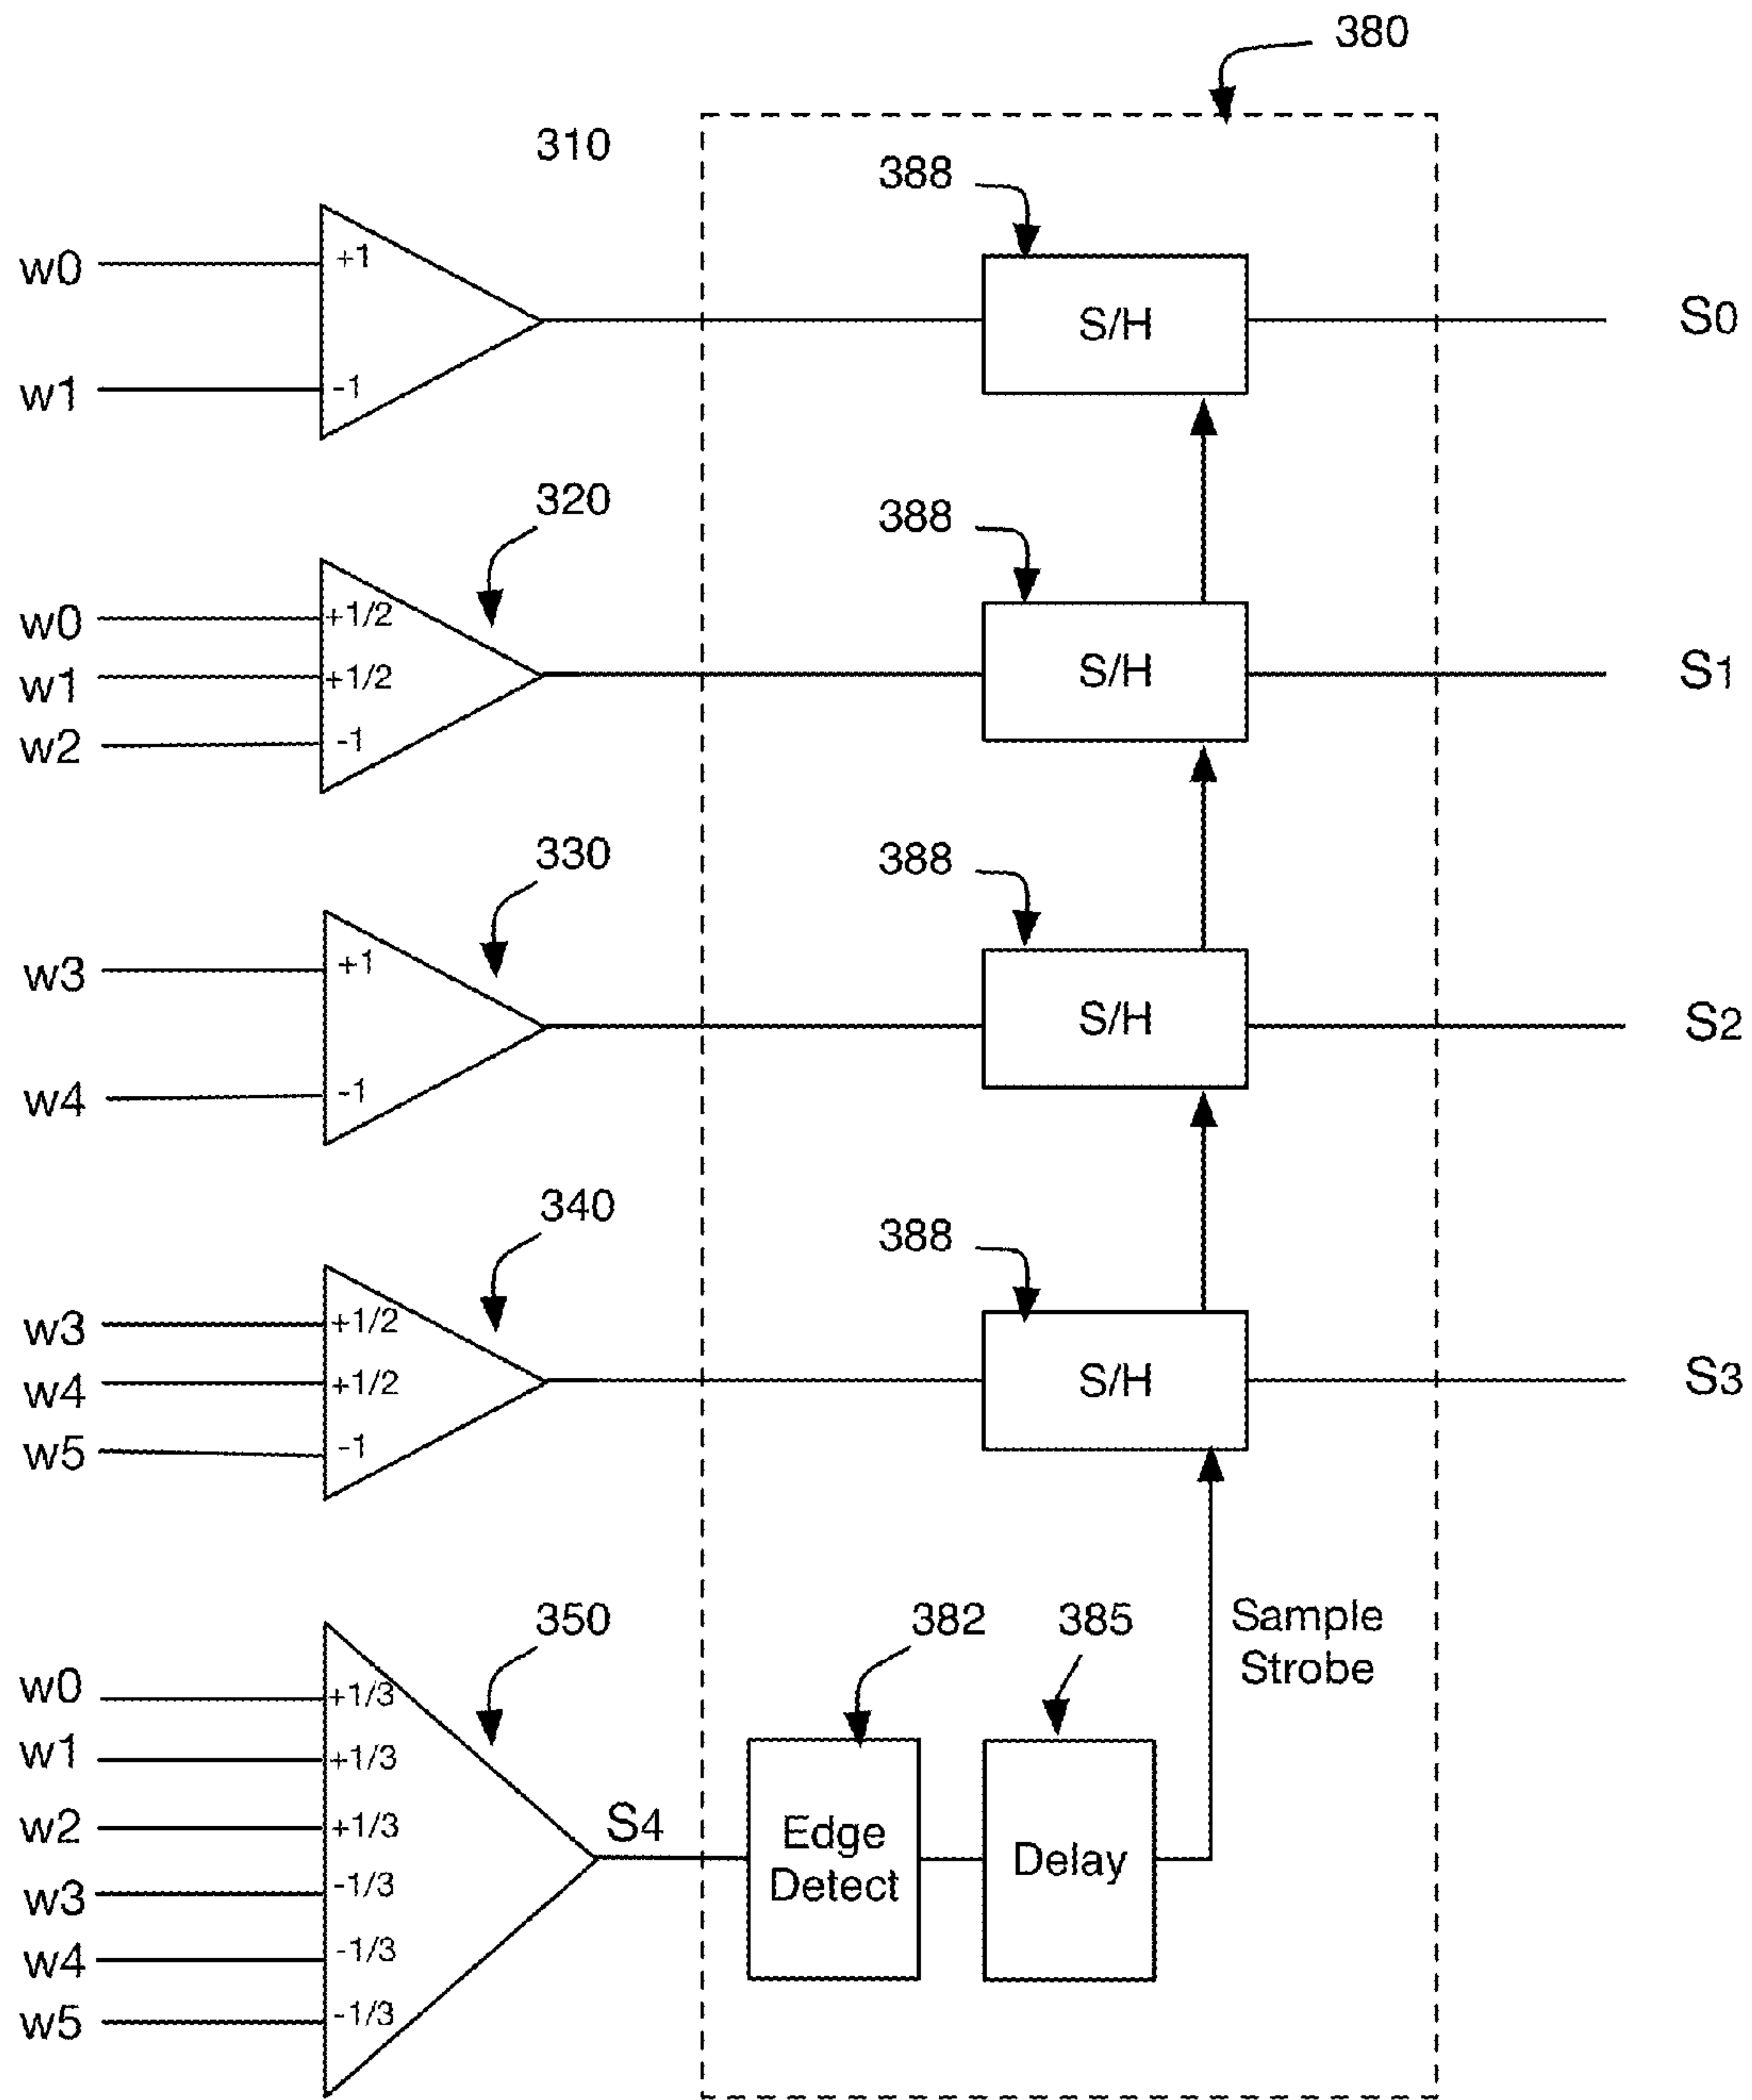 380
310
388
w0
+1
S/H
S0
w1
-1
320
388
w0
+1/2
w1
+1/2
S/H
S1
w2
-1
330
388
w3
+1
S/H
S2
w4
-1
340
388
w3
+1/2
w4
+1/2
S/H
S3
w5
-1
350
382
385
Sample
Strobe
w0
+1/3
w1
+1/3
w2
+1/3
S4
Edge
Detect
Delay
w3
-1/3
w4
-1/3
w5
-1/3